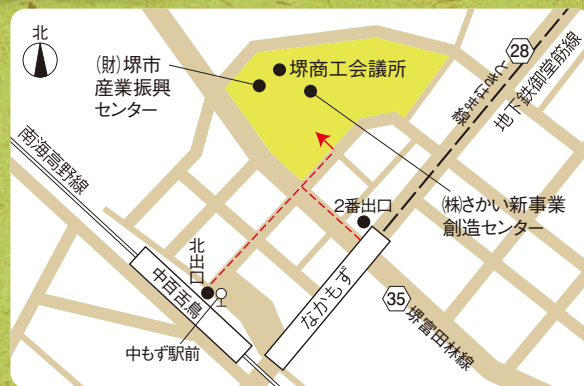 北
(財)堺市
産業振興
センター
堺商工会議所
28
ときはま線
地下鉄御堂筋線
南海高野線
2番出口
(株)さかい新事業
創造センター
北出口
中百舌鳥
なかもず
中もず駅前
35
堺富田林線